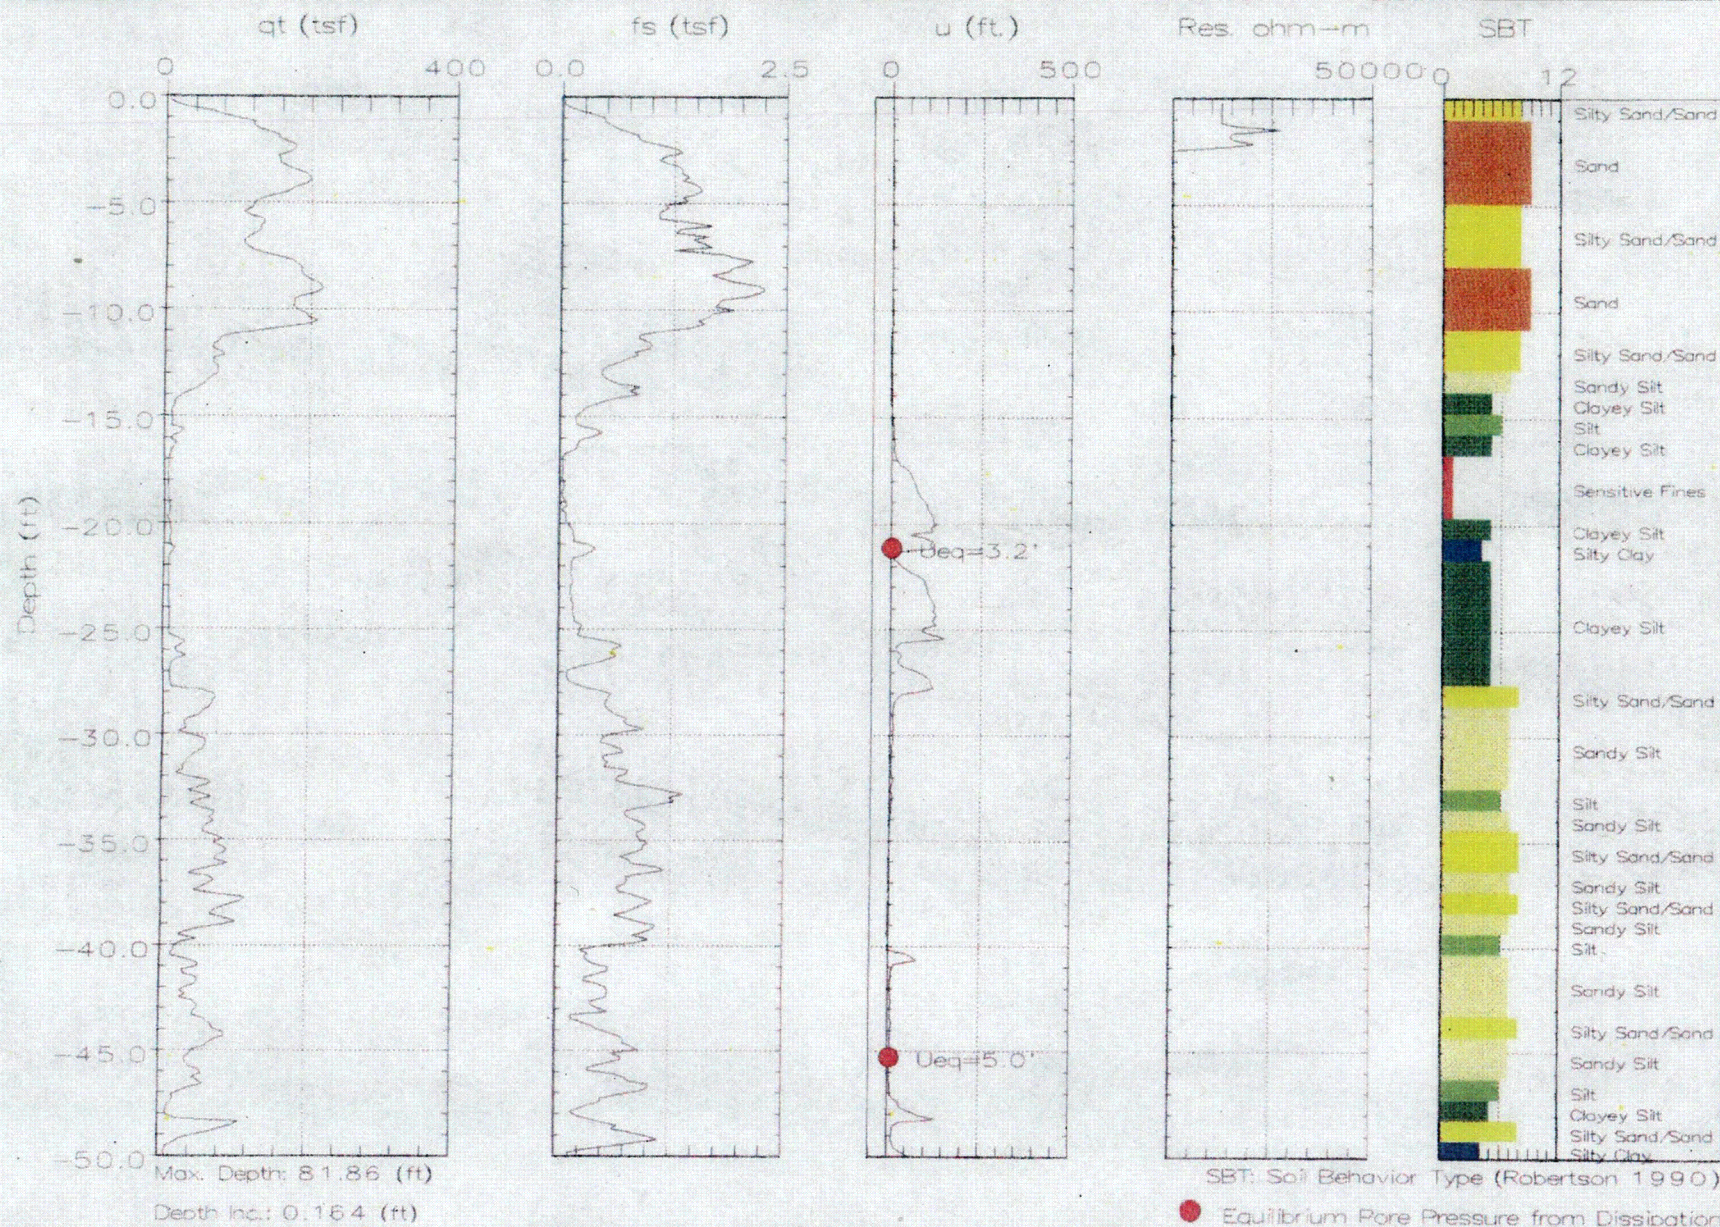 qt (tsf) fs (tsf) u (ft.) Res. ohm-m SBT
0 400 0.0 2.5 0 500 50000 0 12
0.0
-5.0
-10.0
-15.0
-20.0
-25.0
-30.0
-35.0
-40.0
-45.0
-50.0
Depth (ft)
Ueq=3.2'
Ueq=5.0'
Silty Sand/Sand
Sand
Silty Sand/Sand
Sand
Silty Sand/Sand
Sandy Silt
Clayey Silt
Silt
Clayey Silt
Sensitive Fines
Clayey Silt
Silty Clay
Clayey Silt
Silty Sand/Sand
Sandy Silt
Silt
Sandy Silt
Silty Sand/Sand
Sandy Silt
Silty Sand/Sand
Sandy Silt
Silt
Sandy Silt
Silty Sand/Sand
Sandy Silt
Silt
Clayey Silt
Silty Sand/Sand
Silty Clay
Max. Depth: 81.86 (ft)
Depth Inc.: 0.164 (ft)
SBT: Soil Behavior Type (Robertson 1990)
Equilibrium Pore Pressure from Dissipation